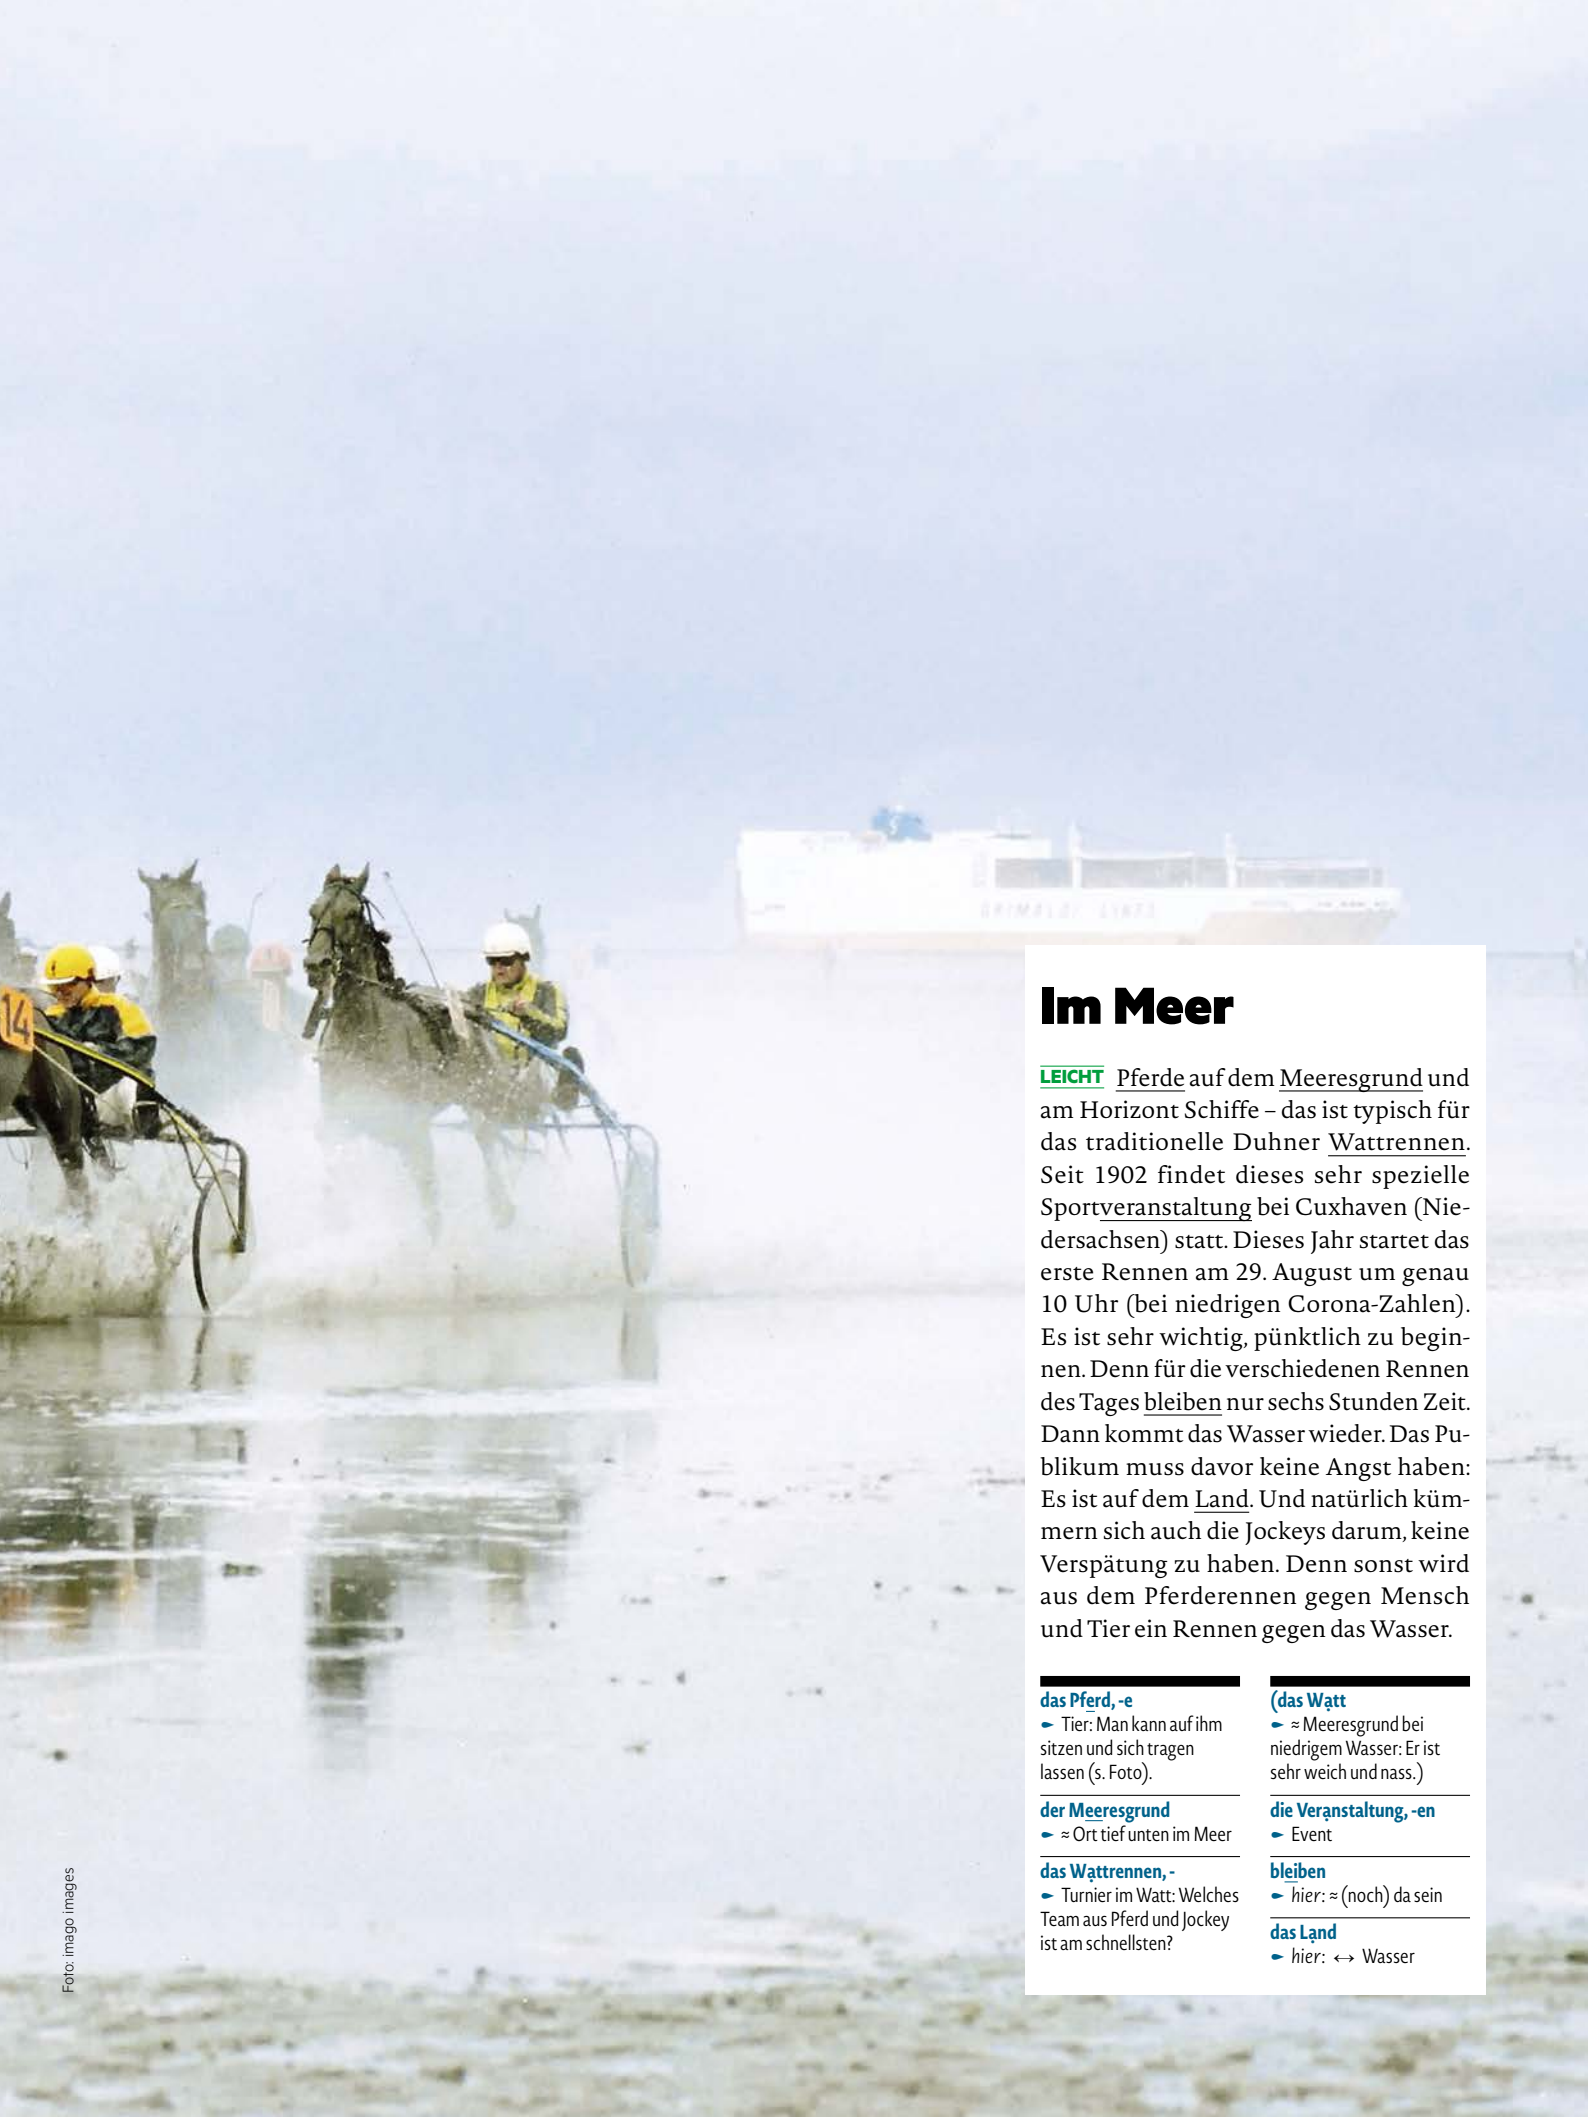 14
GRIMALDI LINES
Im Meer
LEICHT Pferde auf dem Meeresgrund und
am Horizont Schiffe – das ist typisch für
das traditionelle Duhner Wattrennen.
Seit 1902 findet dieses sehr spezielle
Sportveranstaltung bei Cuxhaven (Nie-
dersachsen) statt. Dieses Jahr startet das
erste Rennen am 29. August um genau
10 Uhr (bei niedrigen Corona-Zahlen).
Es ist sehr wichtig, pünktlich zu begin-
nen. Denn für die verschiedenen Rennen
des Tages bleiben nur sechs Stunden Zeit.
Dann kommt das Wasser wieder. Das Pu-
blikum muss davor keine Angst haben:
Es ist auf dem Land. Und natürlich küm-
mern sich auch die Jockeys darum, keine
Verspätung zu haben. Denn sonst wird
aus dem Pferderennen gegen Mensch
und Tier ein Rennen gegen das Wasser.
das Pferd, -e
Tier: Man kann auf ihm
sitzen und sich tragen
lassen (s. Foto).
der Meeresgrund
≈ Ort tief unten im Meer
das Wattrennen, -
Turnier im Watt: Welches
Team aus Pferd und Jockey
ist am schnellsten?
(das Watt
≈ Meeresgrund bei
niedrigem Wasser: Er ist
sehr weich und nass.)
die Veranstaltung, -en
Event
bleiben
hier: ≈ (noch) da sein
das Land
hier: ↔ Wasser
Foto: imago images